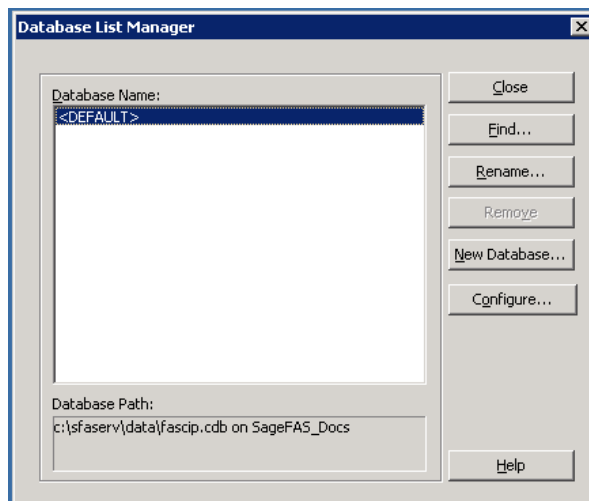 Database List Manager
Database Name:
<DEFAULT>
Close
Find...
Rename...
Remove
New Database...
Configure...
Database Path:
c:\sfaserv\data\fascip.cdb on SageFAS_Docs
Help